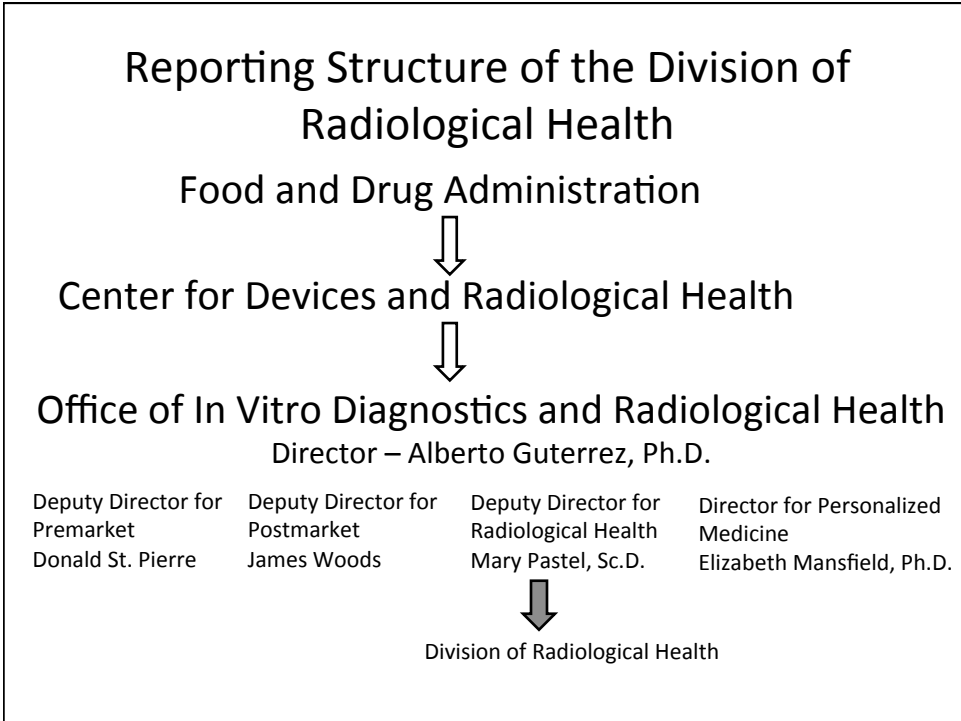 Reporting Structure of the Division of
Radiological Health
Food and Drug Administration
Center for Devices and Radiological Health
Office of In Vitro Diagnostics and Radiological Health
Director – Alberto Guterrez, Ph.D.
Deputy Director for
Premarket
Donald St. Pierre
Deputy Director for
Postmarket
James Woods
Deputy Director for
Radiological Health
Mary Pastel, Sc.D.
Director for Personalized
Medicine
Elizabeth Mansfield, Ph.D.
Division of Radiological Health